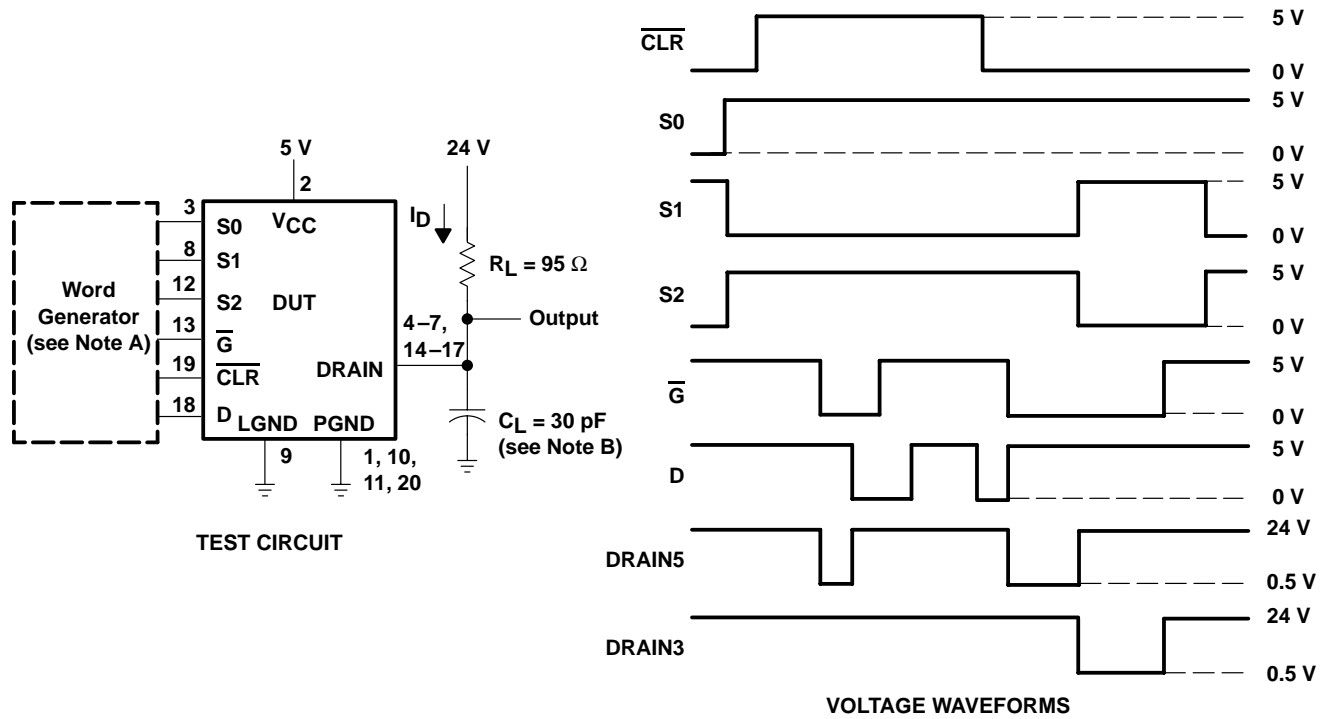 5 V
24 V
2
3
S0
VCC
ID
8
S1
RL = 95 Ω
12
S2
DUT
Word
Generator
(see Note A)
Output
13
G
4–7,
14–17
19
CLR
DRAIN
18
D
LGND
PGND
CL = 30 pF
(see Note B)
9
1, 10,
11, 20
TEST CIRCUIT
CLR
5 V
0 V
S0
5 V
0 V
S1
5 V
0 V
S2
5 V
0 V
G
5 V
0 V
D
5 V
0 V
DRAIN5
24 V
0.5 V
DRAIN3
24 V
0.5 V
VOLTAGE WAVEFORMS